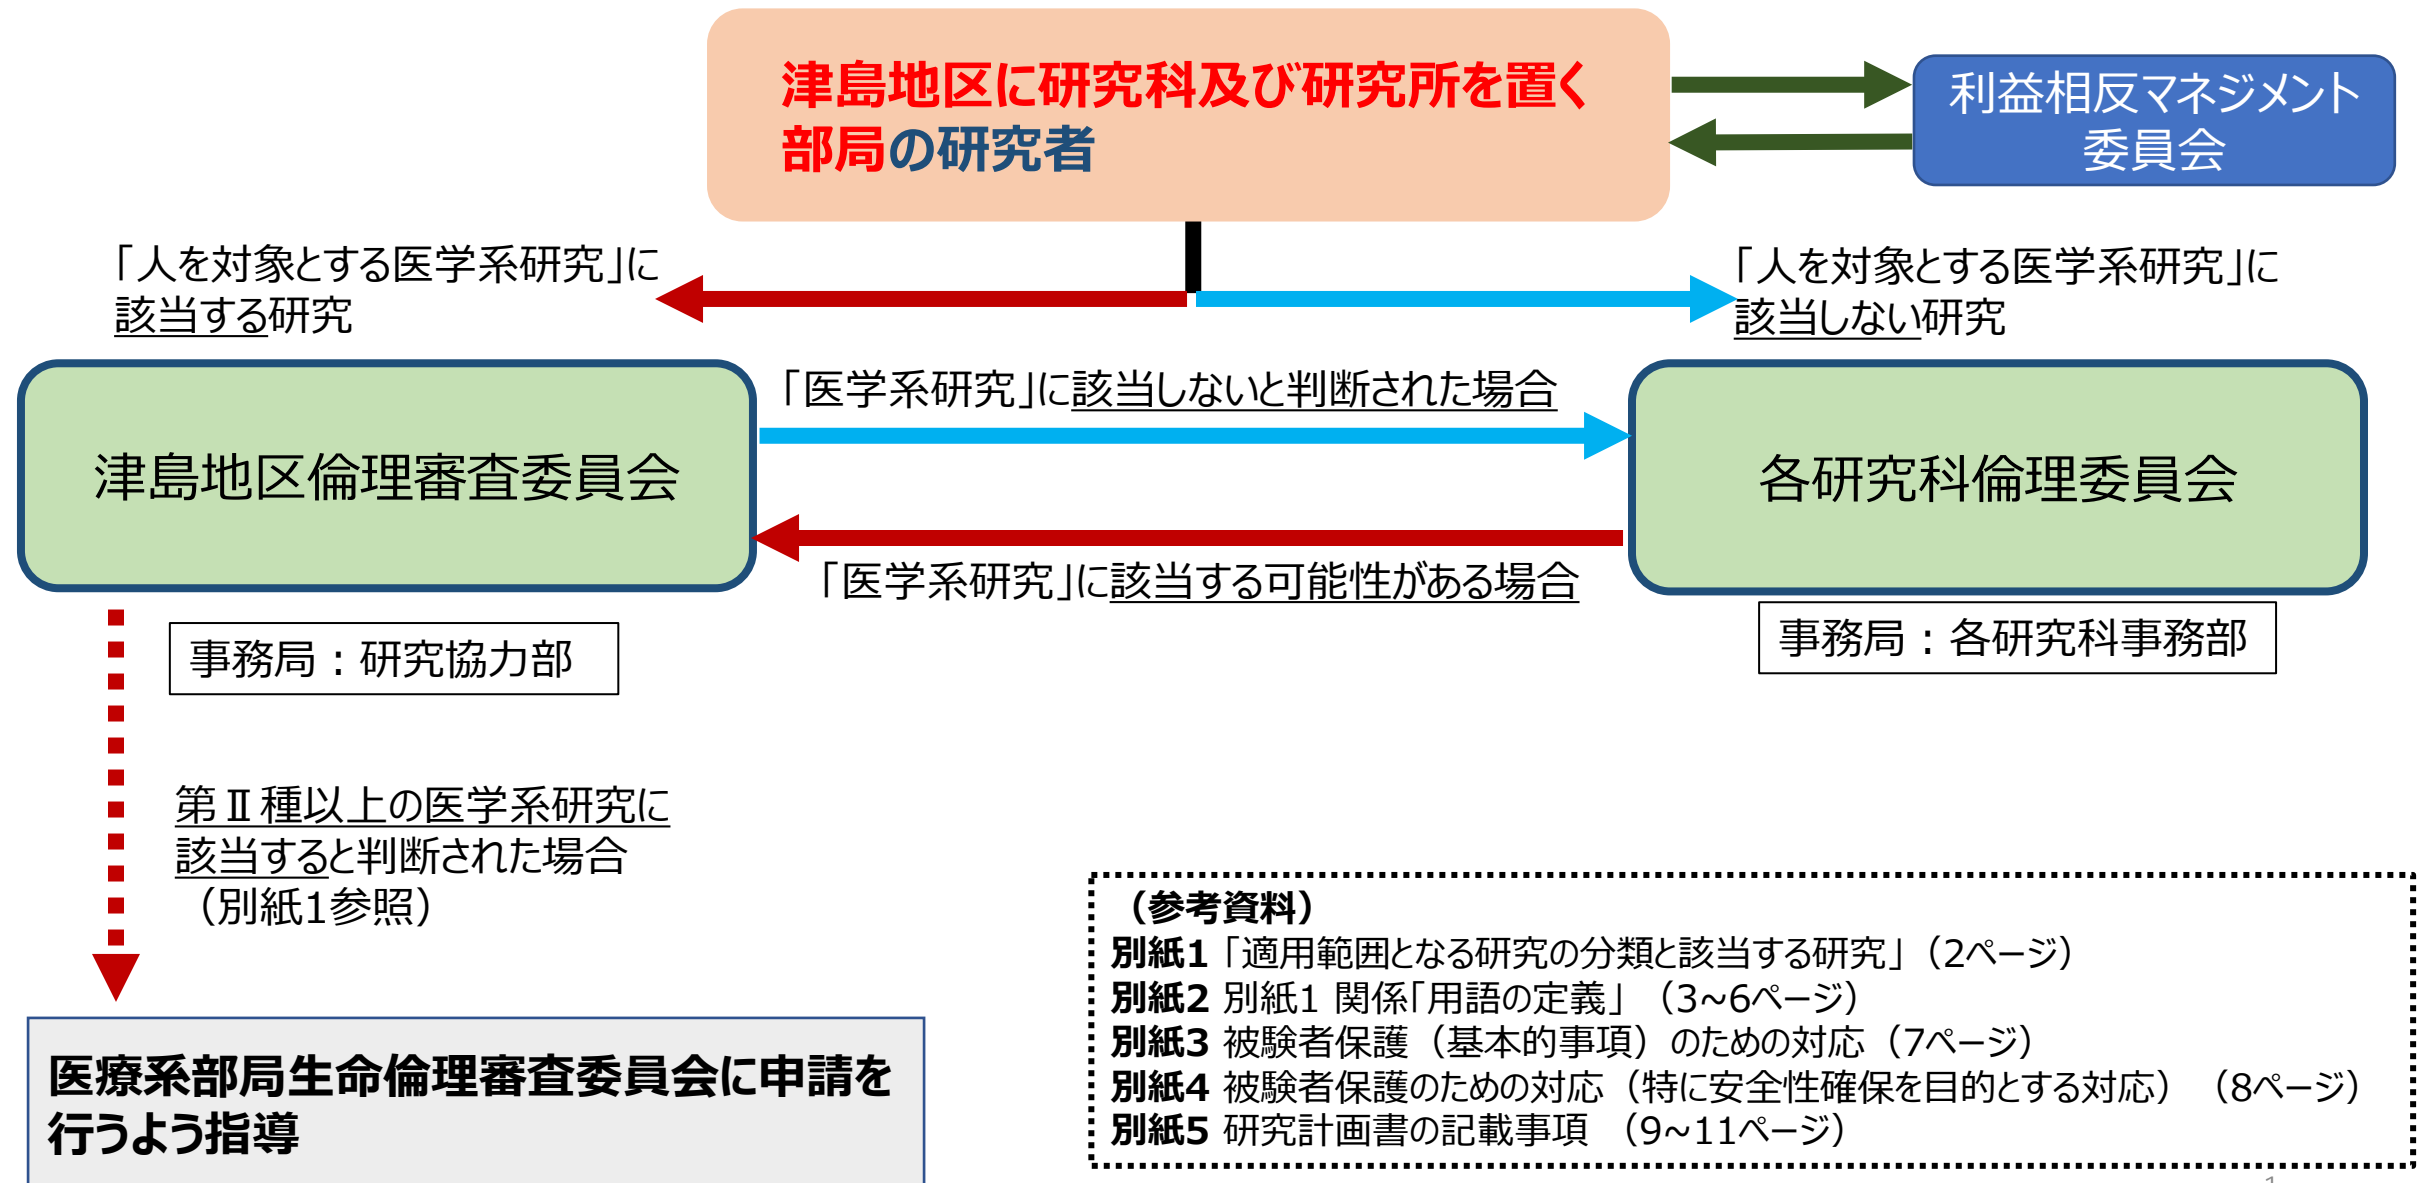 津島地区に研究科及び研究所を置く
部局の研究者
利益相反マネジメント
委員会
「人を対象とする医学系研究」に
該当する研究
「人を対象とする医学系研究」に
該当しない研究
「医学系研究」に該当しないと判断された場合
津島地区倫理審査委員会
各研究科倫理委員会
「医学系研究」に該当する可能性がある場合
事務局：研究協力部
事務局：各研究科事務部
第Ⅱ種以上の医学系研究に
該当すると判断された場合
（別紙1参照）
医療系部局生命倫理審査委員会に申請を
行うよう指導
（参考資料）
別紙1「適用範囲となる研究の分類と該当する研究」（2ページ）
別紙2 別紙1 関係「用語の定義」（3~6ページ）
別紙3 被験者保護（基本的事項）のための対応（7ページ）
別紙4 被験者保護のための対応（特に安全性確保を目的とする対応）（8ページ）
別紙5 研究計画書の記載事項 （9~11ページ）
1